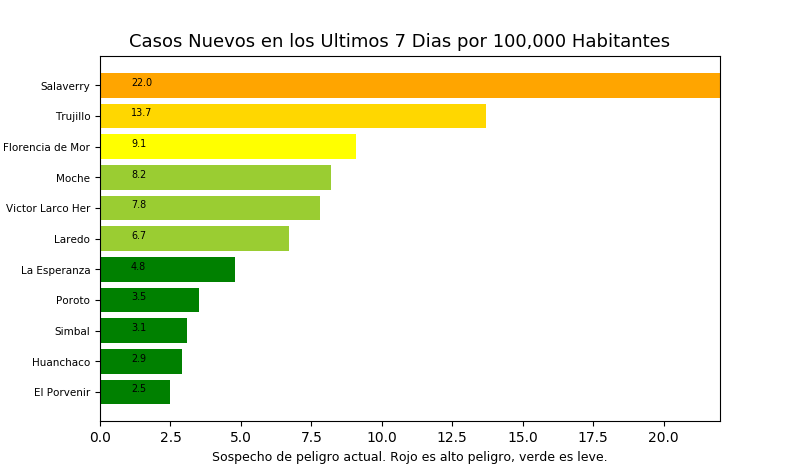 Casos Nuevos en los Ultimos 7 Dias por 100,000 Habitantes
Salaverry 22.0
Trujillo 13.7
Florencia de Mor 9.1
Moche 8.2
Victor Larco Her 7.8
Laredo 6.7
La Esperanza 4.8
Poroto 3.5
Simbal 3.1
Huanchaco 2.9
El Porvenir 2.5
0.0 2.5 5.0 7.5 10.0 12.5 15.0 17.5 20.0
Sospecho de peligro actual. Rojo es alto peligro, verde es leve.